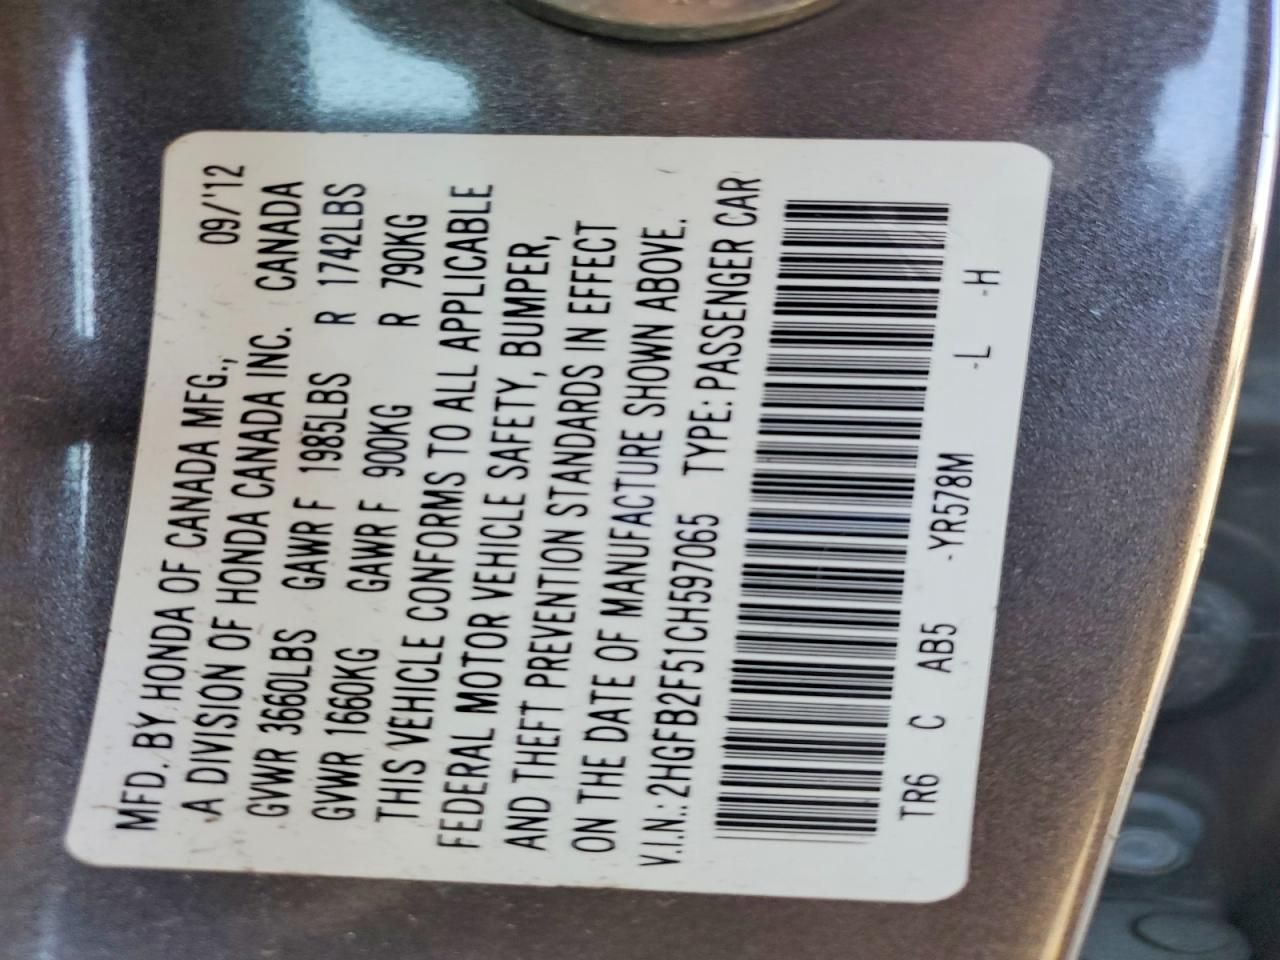 MFD. BY HONDA OF CANADA MFG., 09/'12
A DIVISION OF HONDA CANADA INC. CANADA
GVWR 3660LBS GAWR F 1985LBS R 1742LBS
GVWR 1660KG GAWR F 900KG R 790KG
THIS VEHICLE CONFORMS TO ALL APPLICABLE
FEDERAL MOTOR VEHICLE SAFETY, BUMPER,
AND THEFT PREVENTION STANDARDS IN EFFECT
ON THE DATE OF MANUFACTURE SHOWN ABOVE.
V.I.N.: 2HGFB2F51CH597065 TYPE: PASSENGER CAR
TR6 C AB5 -YR578M -L -H